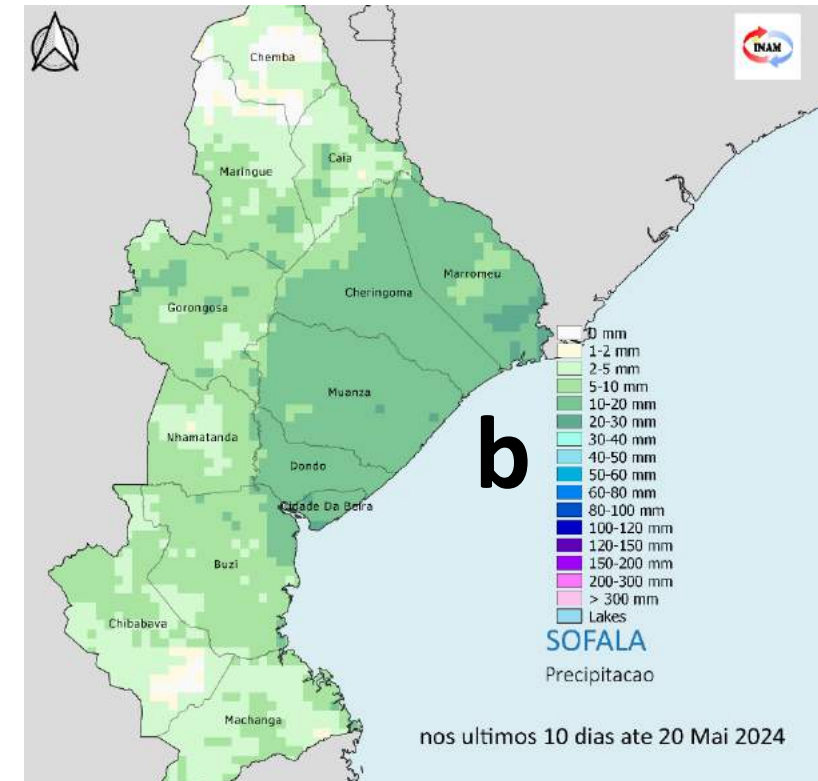 INAM
Chemba
Caia
Maringue
Marromeu
Cheringoma
Gorongosa
Muanza
Nhamatanda
Dondo
Cidade Da Beira
Buzi
Chibabava
Machanga
b
0 mm
1-2 mm
2-5 mm
5-10 mm
10-20 mm
20-30 mm
30-40 mm
40-50 mm
50-60 mm
60-80 mm
80-100 mm
100-120 mm
120-150 mm
150-200 mm
200-300 mm
> 300 mm
Lakes
SOFALA
Precipitacao
nos ultimos 10 dias ate 20 Mai 2024